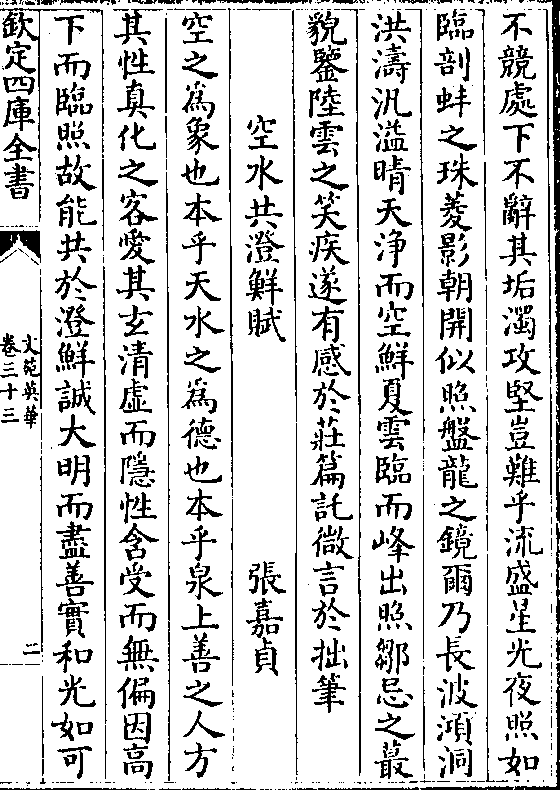 不競處下不辭其垢濁攻堅豈難乎流盛星光夜照如
臨剖蚌之珠菱影朝開似照盤龍之鏡爾乃長波澒洞
洪濤汎溢晴天浄而空鮮夏雲臨而峰出照鄒忌之蕞
貌鑒陸雲之笑疾遂有感於莊篇託微言於拙筆
空水共澄鮮賦 張嘉貞
空之為象也本乎天水之為德也本乎泉上善之人方
其性真化之客愛其玄清虛而隱性含受而無偏因高
下而臨照故能共於澄鮮誠大明而盡善實和光如可
欽定四庫全書
文苑英華
卷三十三
二